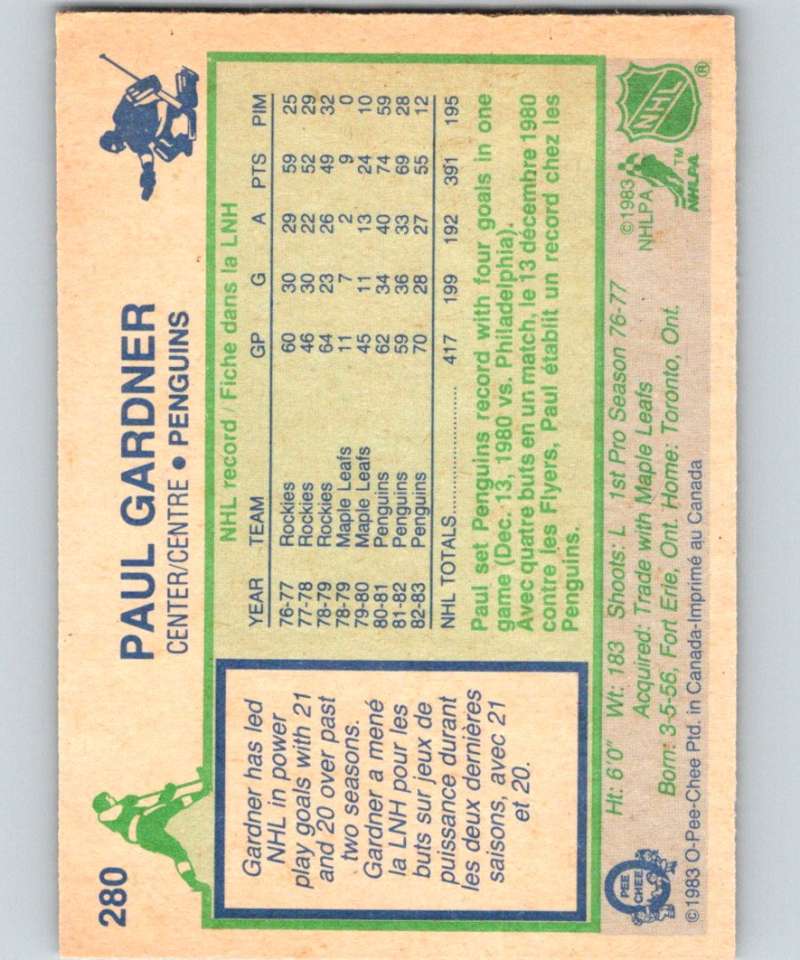 280
PAUL GARDNER
CENTER/CENTRE • PENGUINS
Gardner has led
NHL in power
play goals with 21
and 20 over past
two seasons.
Gardner a mené
la LNH pour les
buts sur jeux de
puissance durant
les deux dernières
saisons, avec 21
et 20.
NHL record / Fiche dans la LNH
YEAR TEAM GP G A PTS PIM
76-77 Rockies 60 30 29 59 25
77-78 Rockies 46 30 22 52 29
78-79 Rockies 64 23 26 49 32
78-79 Maple Leafs 11 7 2 9 0
79-80 Maple Leafs 45 11 13 24 10
80-81 Penguins 62 34 40 74 59
81-82 Penguins 59 36 33 69 28
82-83 Penguins 70 28 27 55 12
NHL TOTALS.................. 417 199 192 391 195
Paul set Penguins record with four goals in one
game (Dec. 13, 1980 vs. Philadelphia).
Avec quatre buts en un match, le 13 décembre 1980
contre les Flyers, Paul établit un record chez les
Penguins.
Ht: 6'0" Wt: 183 Shoots: L 1st Pro Season 76-77
Acquired: Trade with Maple Leafs
Born: 3-5-56, Fort Erie, Ont. Home: Toronto, Ont.
©1983 O-Pee-Chee Ptd. in Canada-Imprimé au Canada
O PEE CHEE
©1983
NHLPA
NHLPA ™
NHL ®